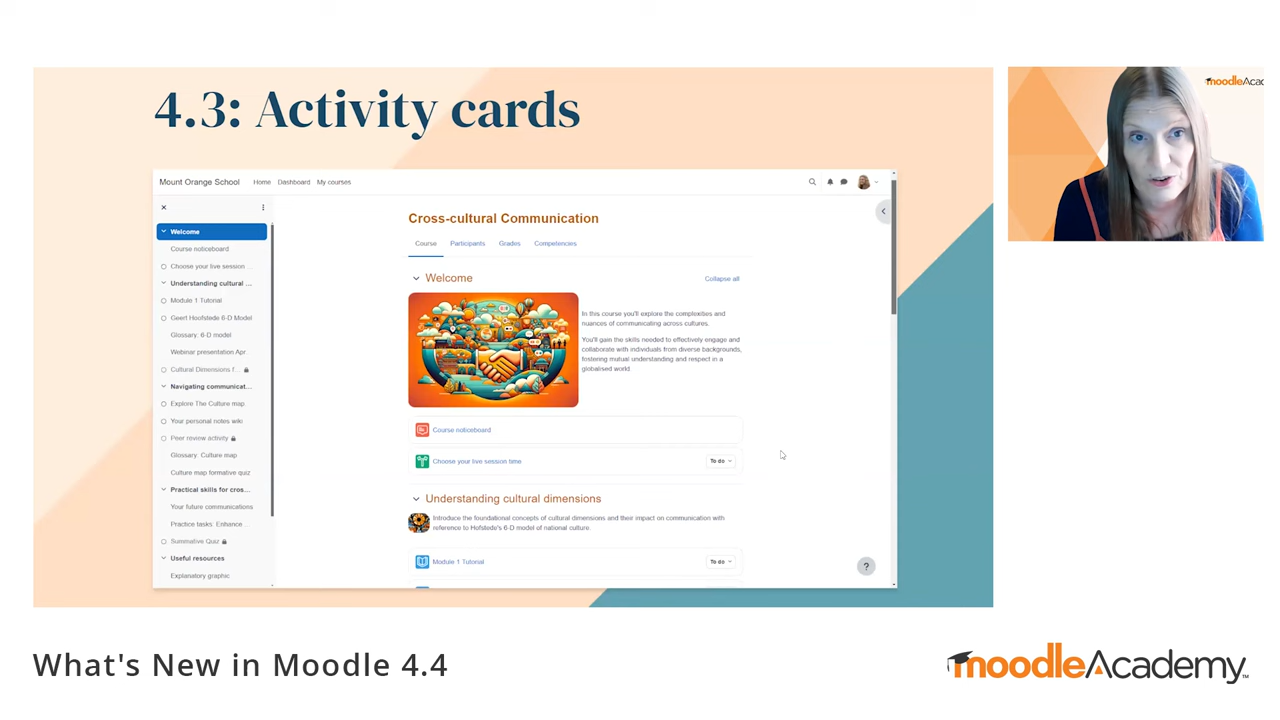 4.3: Activity cards
moodleAcad
Mount Orange School Home Dashboard My courses
Welcome
Course noticeboard
Choose your live session ...
Understanding cultural ...
Module 1 Tutorial
Geert Hoofstede 6-D Model
Glossary: 6-D model
Webinar presentation Apr
Cultural Dimensions f...
Navigating communicat...
Explore The Culture map
Your personal notes wiki
Peer review activity
Glossary: Culture map
Culture map formative quiz
Practical skills for cros...
Your future communications
Practice tasks: Enhance ...
Summative Quiz
Useful resources
Explanatory graphic
Cross-cultural Communication
Course Participants Grades Competencies
Welcome
Collapse all
In this course you'll explore the complexities and
nuances of communicating across cultures.
You'll gain the skills needed to effectively engage and
collaborate with individuals from diverse backgrounds,
fostering mutual understanding and respect in a
globalised world.
Course noticeboard
Choose your live session time
To do
Understanding cultural dimensions
Introduce the foundational concepts of cultural dimensions and their impact on communication with
reference to Hofstede's 6-D model of national culture.
Module 1 Tutorial
To do
?
What's New in Moodle 4.4
moodleAcademy™